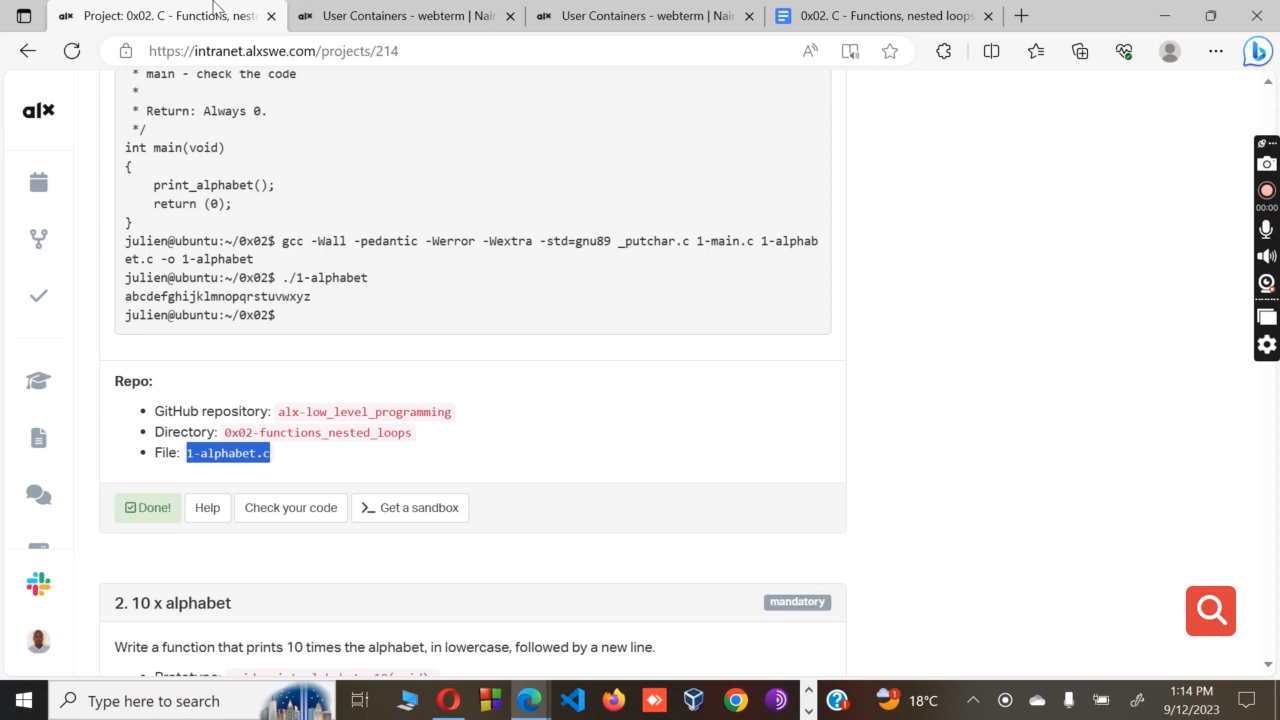 Project: 0x02. C - Functions, nest
User Containers - webterm | Nair
User Containers - webterm | Nair
0x02. C - Functions, nested loops
https://intranet.alxswe.com/projects/214
alx
* main - check the code
*
* Return: Always 0.
*/
int main(void)
{
print_alphabet();
return (0);
}
julien@ubuntu:~/0x02$ gcc -Wall -pedantic -Werror -Wextra -std=gnu89 _putchar.c 1-main.c 1-alphab
et.c -o 1-alphabet
julien@ubuntu:~/0x02$ ./1-alphabet
abcdefghijklmnopqrstuvwxyz
julien@ubuntu:~/0x02$
00:00
Repo:
• GitHub repository: alx-low_level_programming
• Directory: 0x02-functions_nested_loops
• File: 1-alphabet.c
Done! Help Check your code >_ Get a sandbox
2. 10 x alphabet mandatory
Write a function that prints 10 times the alphabet, in lowercase, followed by a new line.
Type here to search
18°C
1:14 PM
9/12/2023